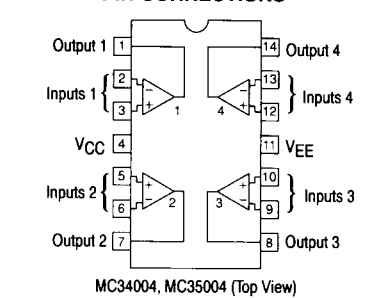 Output 1 1 14 Output 4
Inputs 1 2 3 − + 1 4 − + 13 12 Inputs 4
VCC 4 11 VEE
Inputs 2 5 6 + − 2 3 + − 10 9 Inputs 3
Output 2 7 8 Output 3
MC34004, MC35004 (Top View)